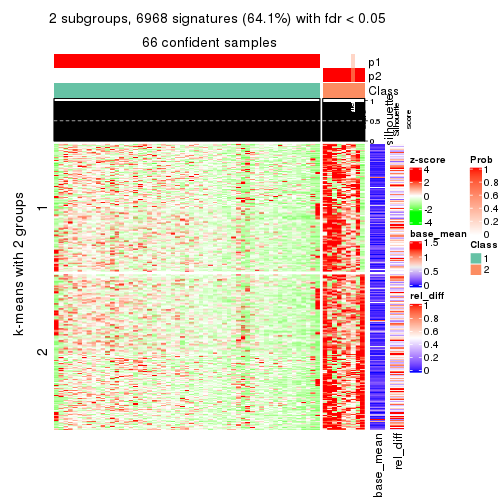 2 subgroups, 6968 signatures (64.1%) with fdr < 0.05
66 confident samples
p1
p2
Class
1
0.5
0
silhouette
Silhouette
score
k-means with 2 groups
1
2
z-score
4
2
0
-2
-4
base_mean
1.5
1
0.5
0
rel_diff
1
0.8
0.6
0.4
0.2
0
Prob
1
0.8
0.6
0.4
0.2
0
Class
1
2
base_mean
rel_diff